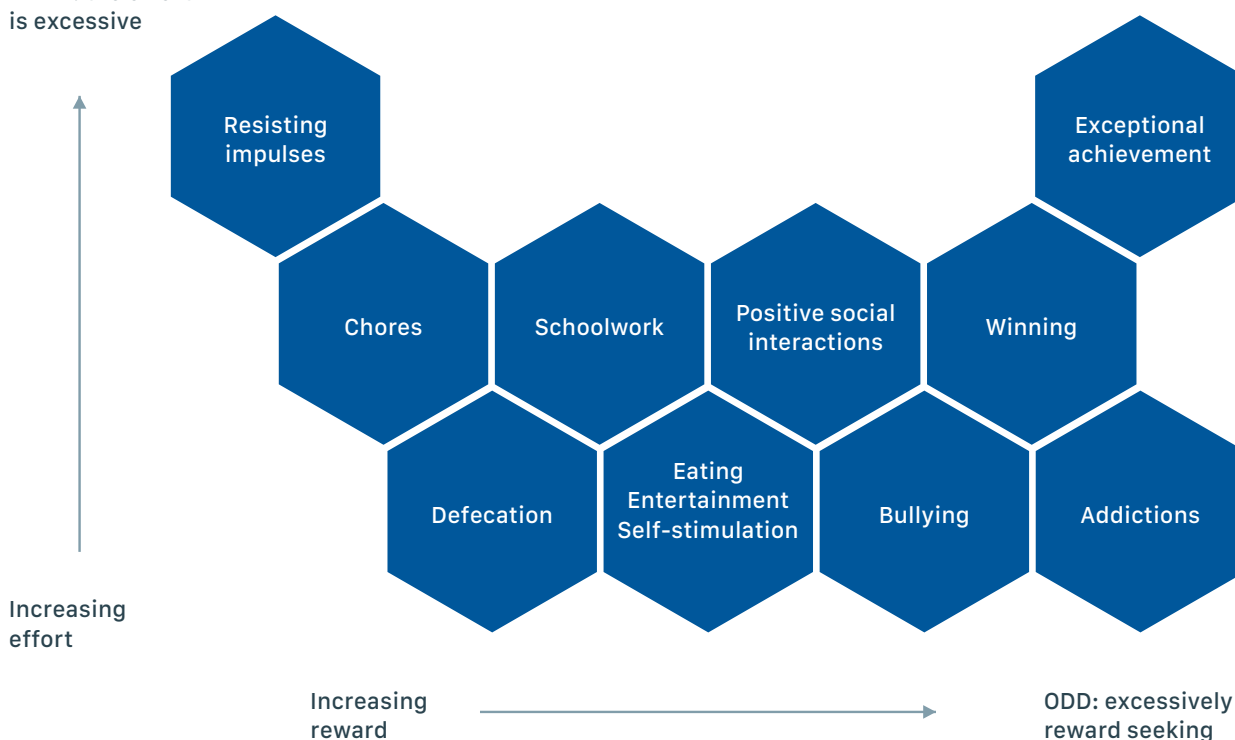 is excessive
Resisting
impulses
Exceptional
achievement
Chores
Schoolwork
Positive social
interactions
Winning
Defecation
Eating
Entertainment
Self-stimulation
Bullying
Addictions
Increasing
effort
Increasing
reward
ODD: excessively
reward seeking